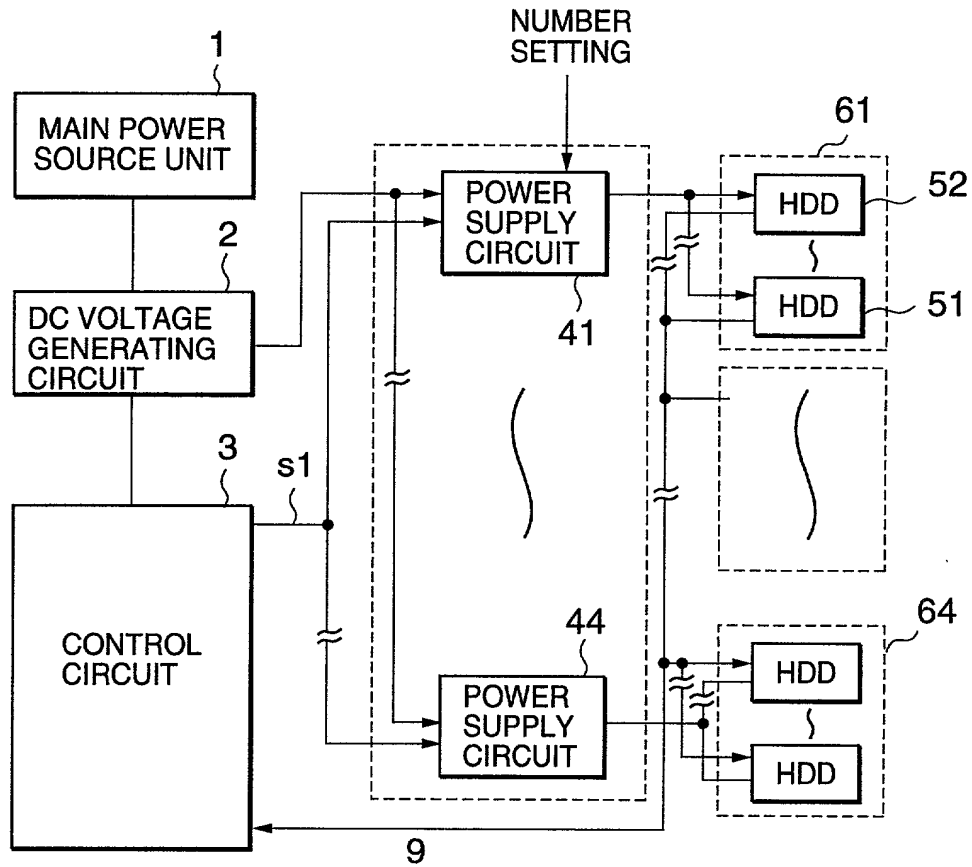 NUMBER
SETTING
1
MAIN POWER
SOURCE UNIT
61
POWER
SUPPLY
CIRCUIT
HDD
52
2
DC VOLTAGE
GENERATING
CIRCUIT
41
HDD
51
3
s1
CONTROL
CIRCUIT
44
64
POWER
SUPPLY
CIRCUIT
HDD
HDD
9